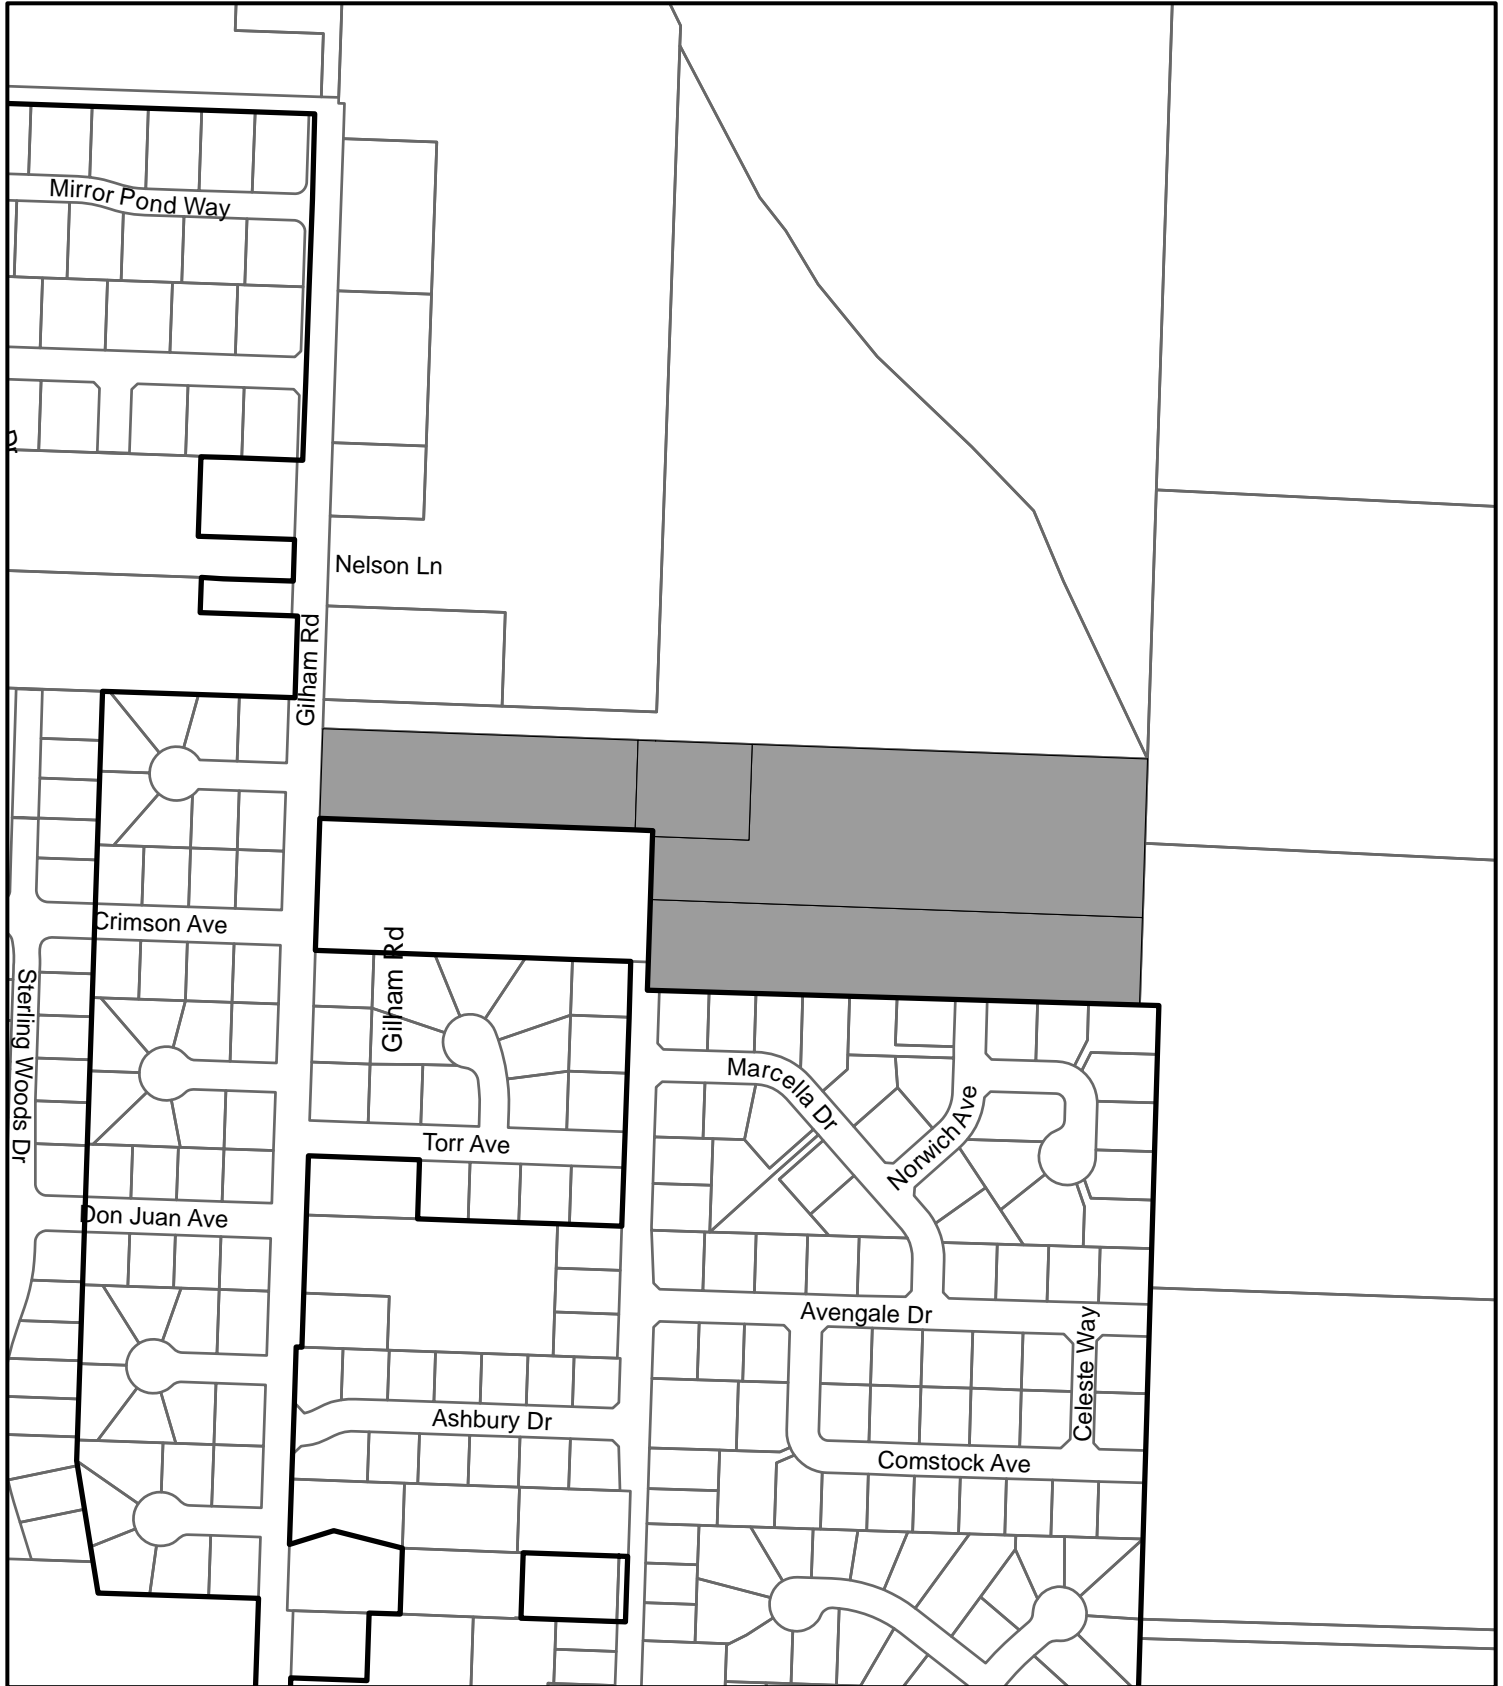 Mirror Pond Way
Dr
Nelson Ln
Gilham Rd
Crimson Ave
Gilham Rd
Sterling Woods Dr
Marcella Dr
Norwich Ave
Torr Ave
Don Juan Ave
Avengale Dr
Celeste Way
Ashbury Dr
Comstock Ave